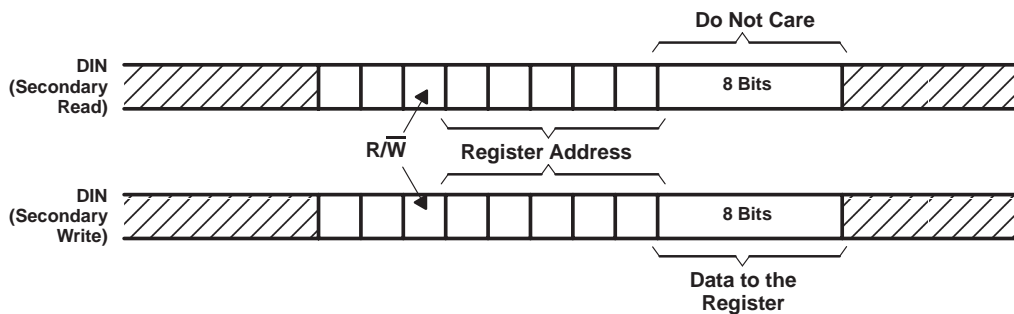 Do Not Care
DIN
(Secondary
Read)
8 Bits
R/W̅
Register Address
DIN
(Secondary
Write)
8 Bits
Data to the
Register